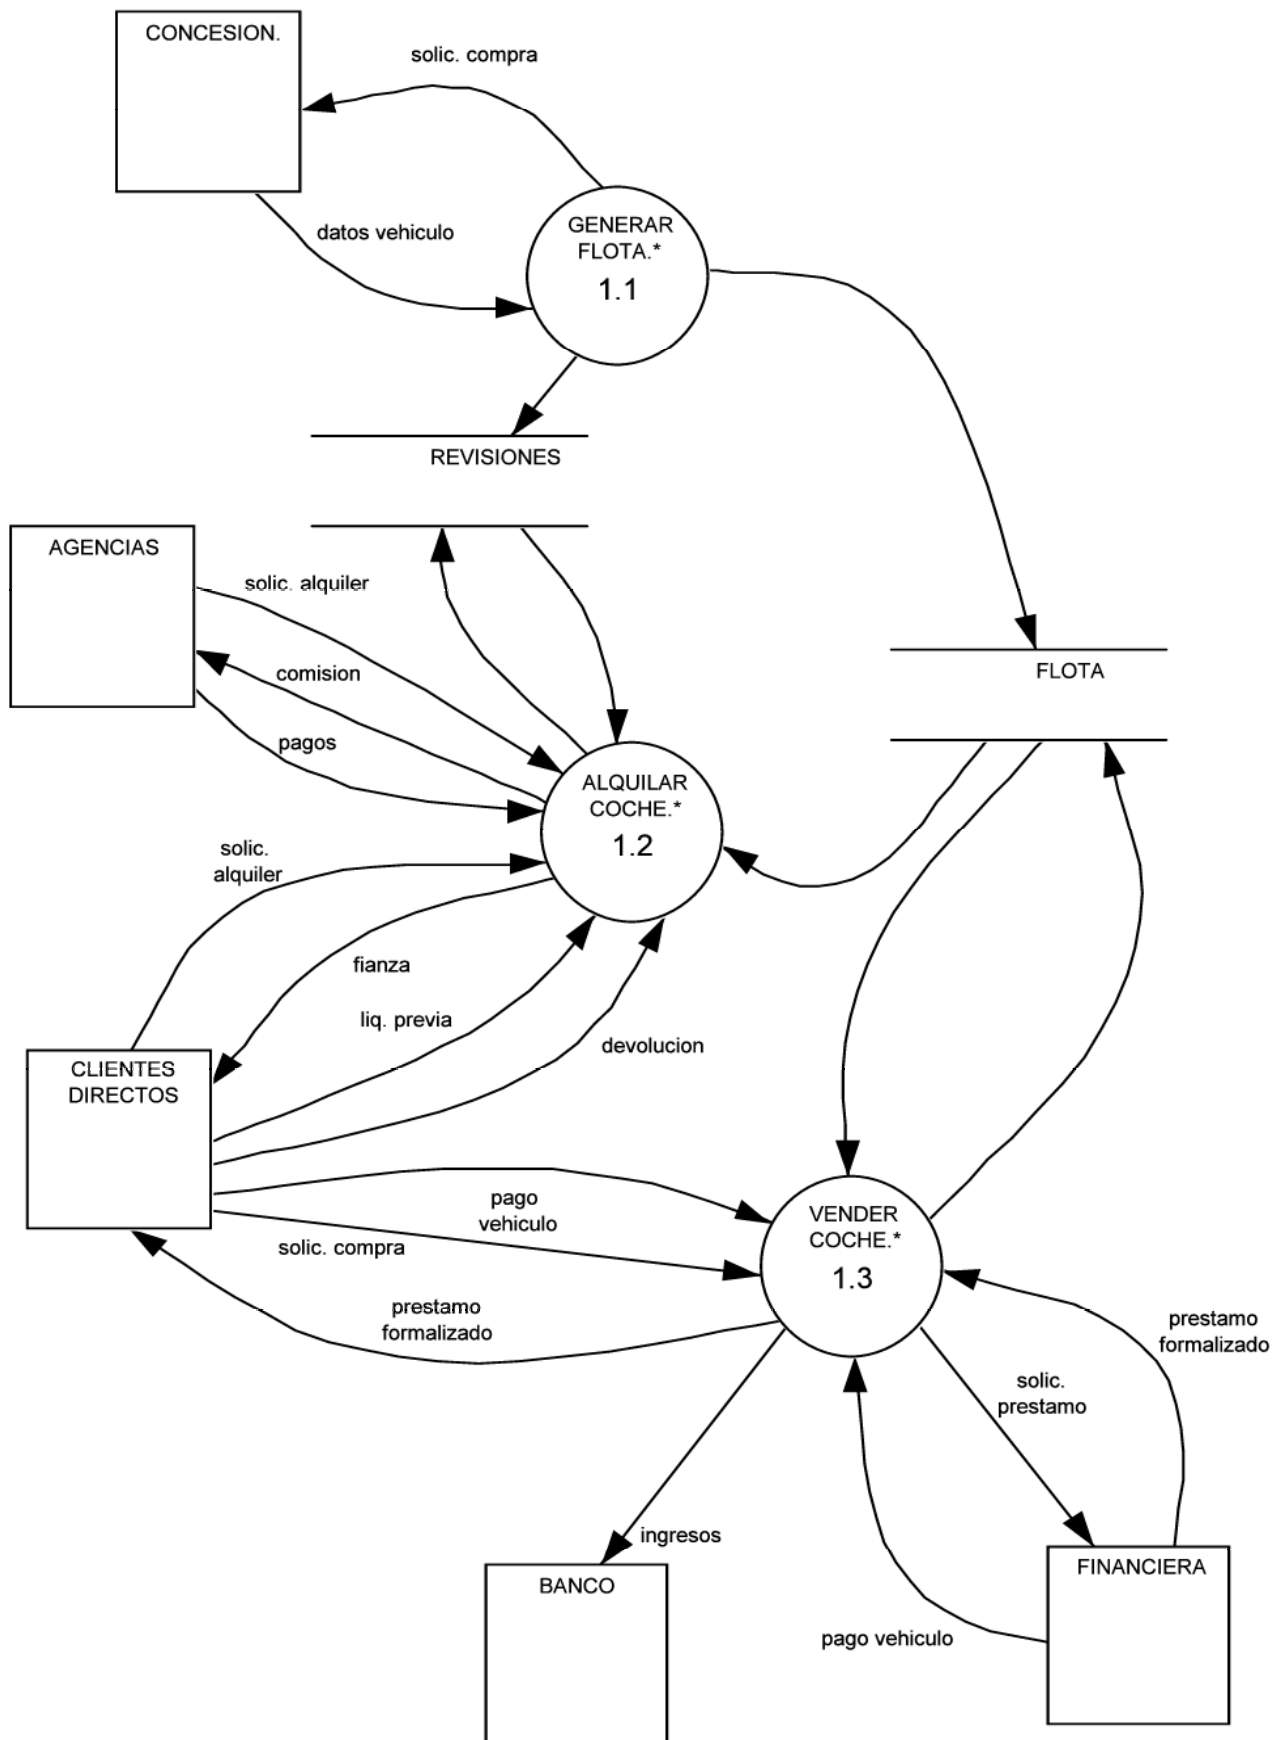 CONCESION.
solic. compra
datos vehiculo
GENERAR
FLOTA.*
1.1
REVISIONES
AGENCIAS
solic. alquiler
comision
pagos
FLOTA
ALQUILAR
COCHE.*
1.2
solic.
alquiler
fianza
liq. previa
devolucion
CLIENTES
DIRECTOS
pago
vehiculo
solic. compra
VENDER
COCHE.*
1.3
prestamo
formalizado
prestamo
formalizado
solic.
prestamo
ingresos
BANCO
FINANCIERA
pago vehiculo